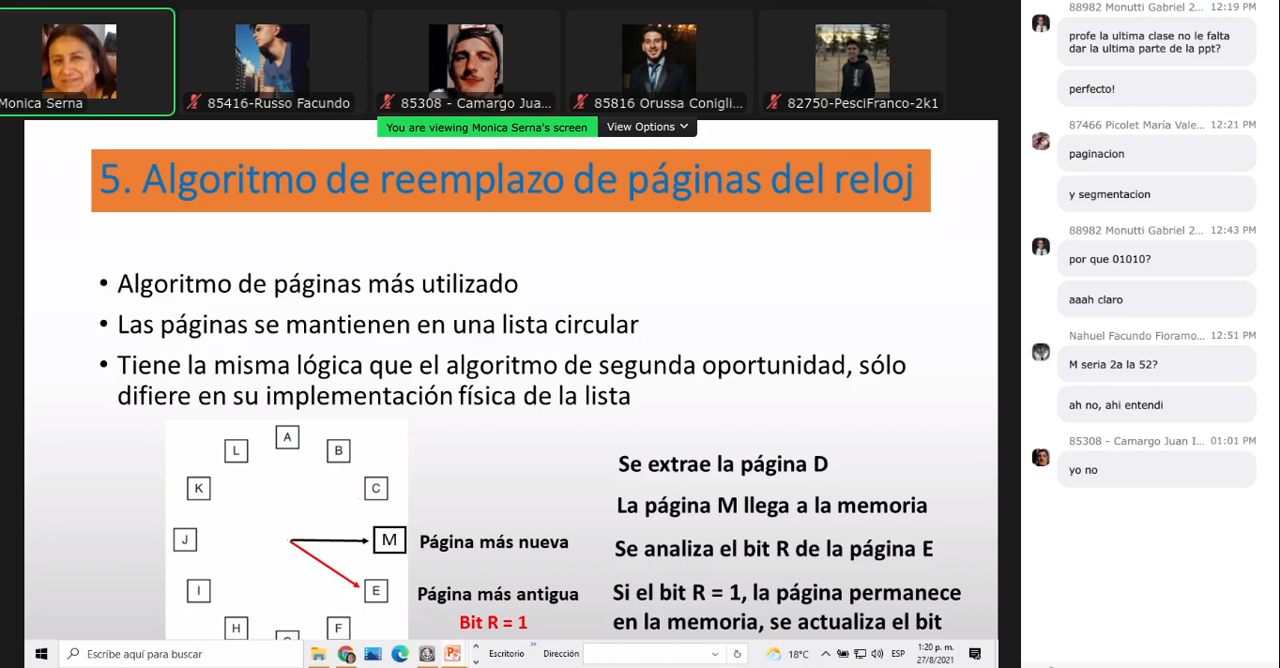 Monica Serna
85416-Russo Facundo
85308 - Camargo Jua...
85816 Orussa Conigli...
82750-PesciFranco-2k1
You are viewing Monica Serna's screen
View Options
5. Algoritmo de reemplazo de páginas del reloj
• Algoritmo de páginas más utilizado
• Las páginas se mantienen en una lista circular
• Tiene la misma lógica que el algoritmo de segunda oportunidad, sólo
difiere en su implementación física de la lista
A
L
B
K
C
J
M
I
E
H
F
Página más nueva
Página más antigua
Bit R = 1
Se extrae la página D
La página M llega a la memoria
Se analiza el bit R de la página E
Si el bit R = 1, la página permanece
en la memoria, se actualiza el bit
Escribe aquí para buscar
Escritorio
Dirección
18°C
ESP
1:20 p. m.
27/8/2021
88982 Monutti Gabriel 2... 12:19 PM
profe la ultima clase no le falta
dar la ultima parte de la ppt?
perfecto!
87466 Picolet María Vale... 12:21 PM
paginacion
y segmentacion
88982 Monutti Gabriel 2... 12:43 PM
por que 01010?
aaah claro
Nahuel Facundo Fioramo... 12:51 PM
M seria 2a la 52?
ah no, ahi entendi
85308 - Camargo Juan I... 01:01 PM
yo no